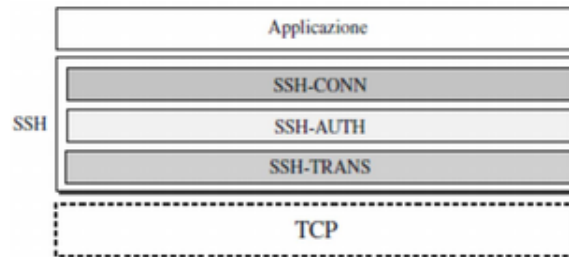 Applicazione
SSH-CONN
SSH
SSH-AUTH
SSH-TRANS
TCP